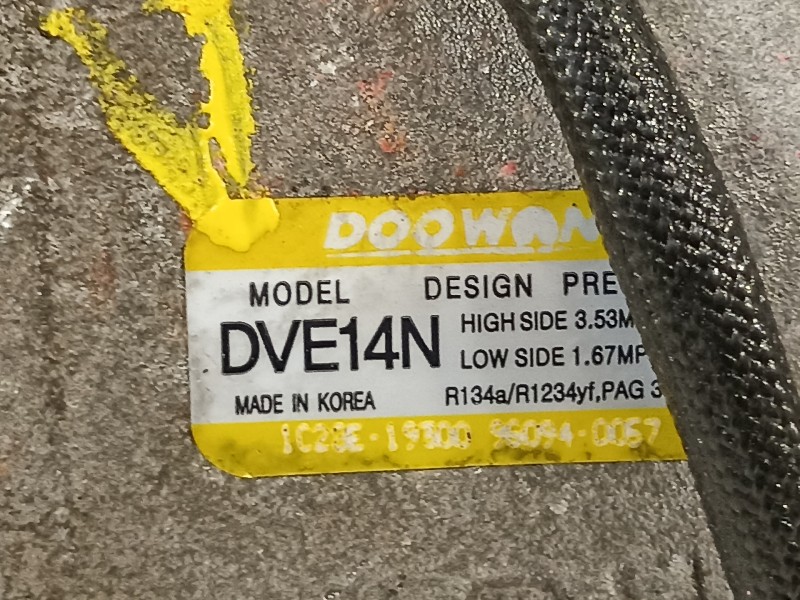 DOOWON
MODEL DESIGN PRE
DVE14N HIGH SIDE 3.53M
LOW SIDE 1.67MP
MADE IN KOREA R134a/R1234yf,PAG 3